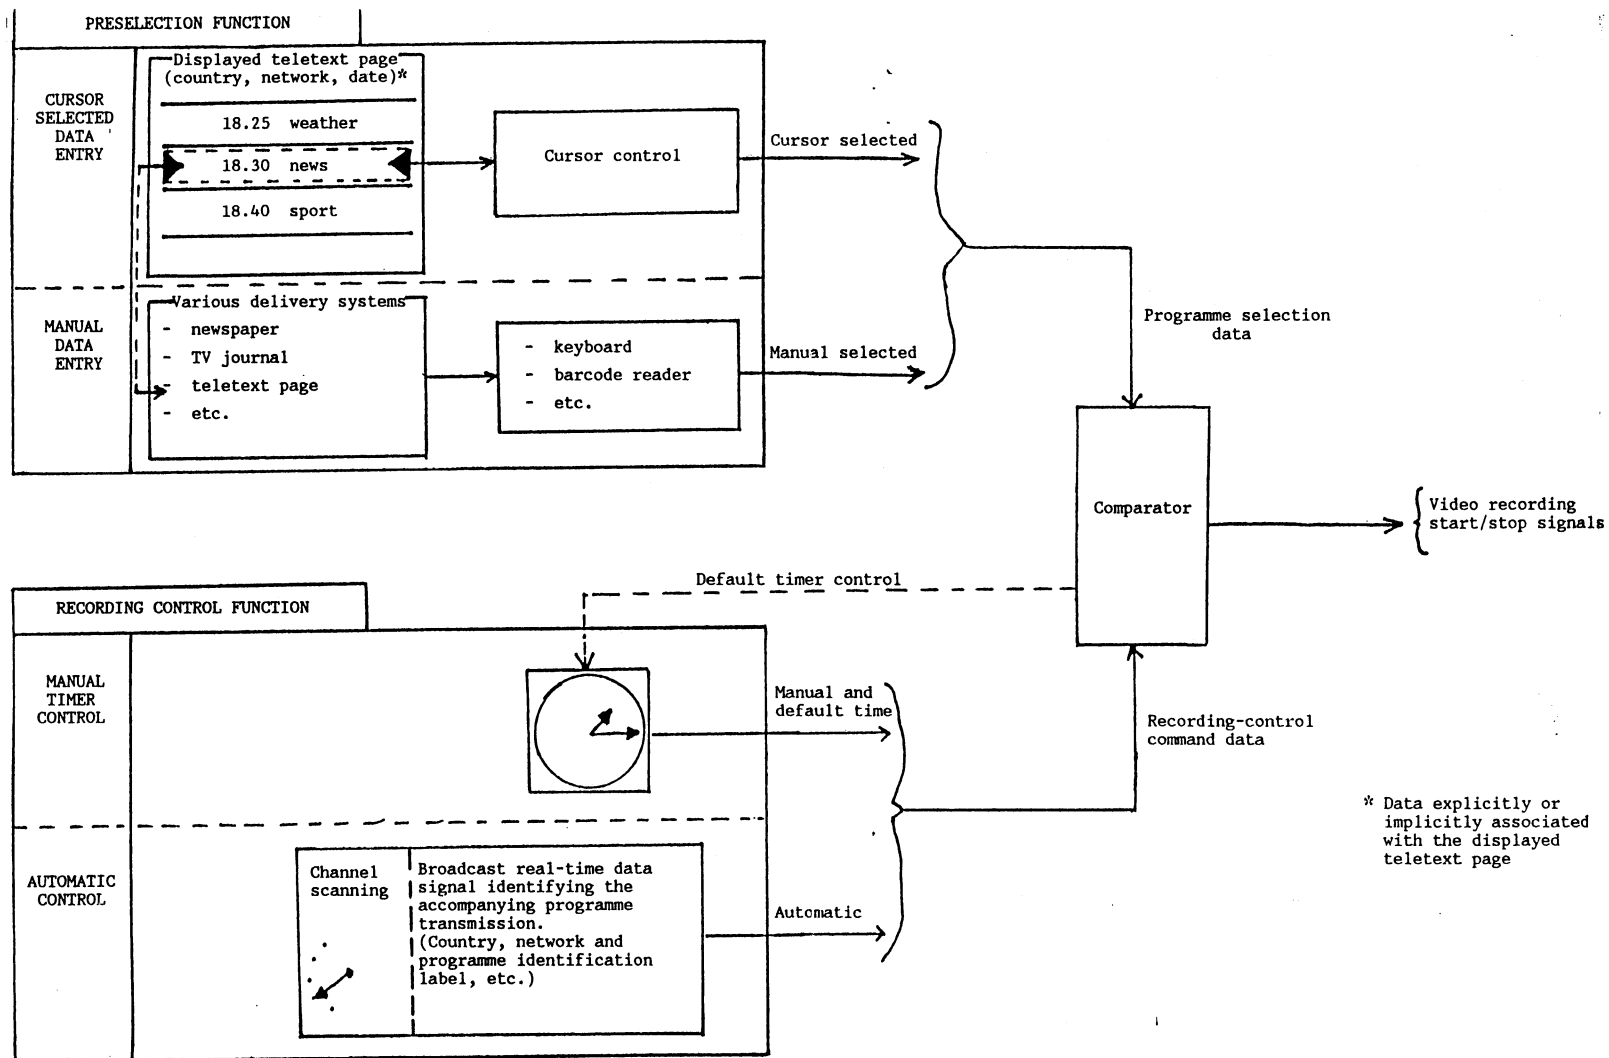 PRESELECTION FUNCTION
CURSOR
SELECTED
DATA
ENTRY
Displayed teletext page
(country, network, date)*
18.25 weather
18.30 news
18.40 sport
Cursor control
Cursor selected
MANUAL
DATA
ENTRY
Various delivery systems
- newspaper
- TV journal
- teletext page
- etc.
- keyboard
- barcode reader
- etc.
Manual selected
Programme selection
data
Comparator
Video recording
start/stop signals
Default timer control
RECORDING CONTROL FUNCTION
MANUAL
TIMER
CONTROL
Manual and
default time
Recording-control
command data
AUTOMATIC
CONTROL
Channel
scanning
Broadcast real-time data
signal identifying the
accompanying programme
transmission.
(Country, network and
programme identification
label, etc.)
Automatic
* Data explicitly or
implicitly associated
with the displayed
teletext page